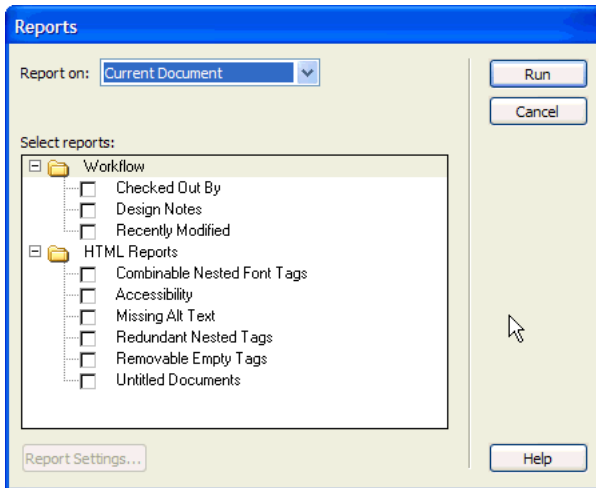 Reports
Report on: Current Document
Run
Cancel
Select reports:
Workflow
Checked Out By
Design Notes
Recently Modified
HTML Reports
Combinable Nested Font Tags
Accessibility
Missing Alt Text
Redundant Nested Tags
Removable Empty Tags
Untitled Documents
Report Settings...
Help